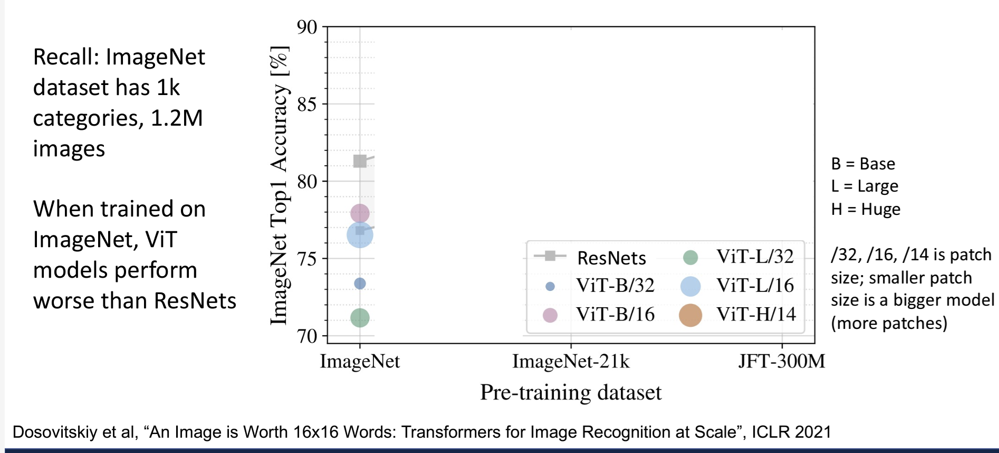 Recall: ImageNet
dataset has 1k
categories, 1.2M
images
When trained on
ImageNet, ViT
models perform
worse than ResNets
ImageNet Top1 Accuracy [%]
90
85
80
75
70
ResNets
ViT-B/32
ViT-B/16
ViT-L/32
ViT-L/16
ViT-H/14
ImageNet
ImageNet-21k
JFT-300M
Pre-training dataset
B = Base
L = Large
H = Huge
/32, /16, /14 is patch
size; smaller patch
size is a bigger model
(more patches)
Dosovitskiy et al, “An Image is Worth 16x16 Words: Transformers for Image Recognition at Scale”, ICLR 2021